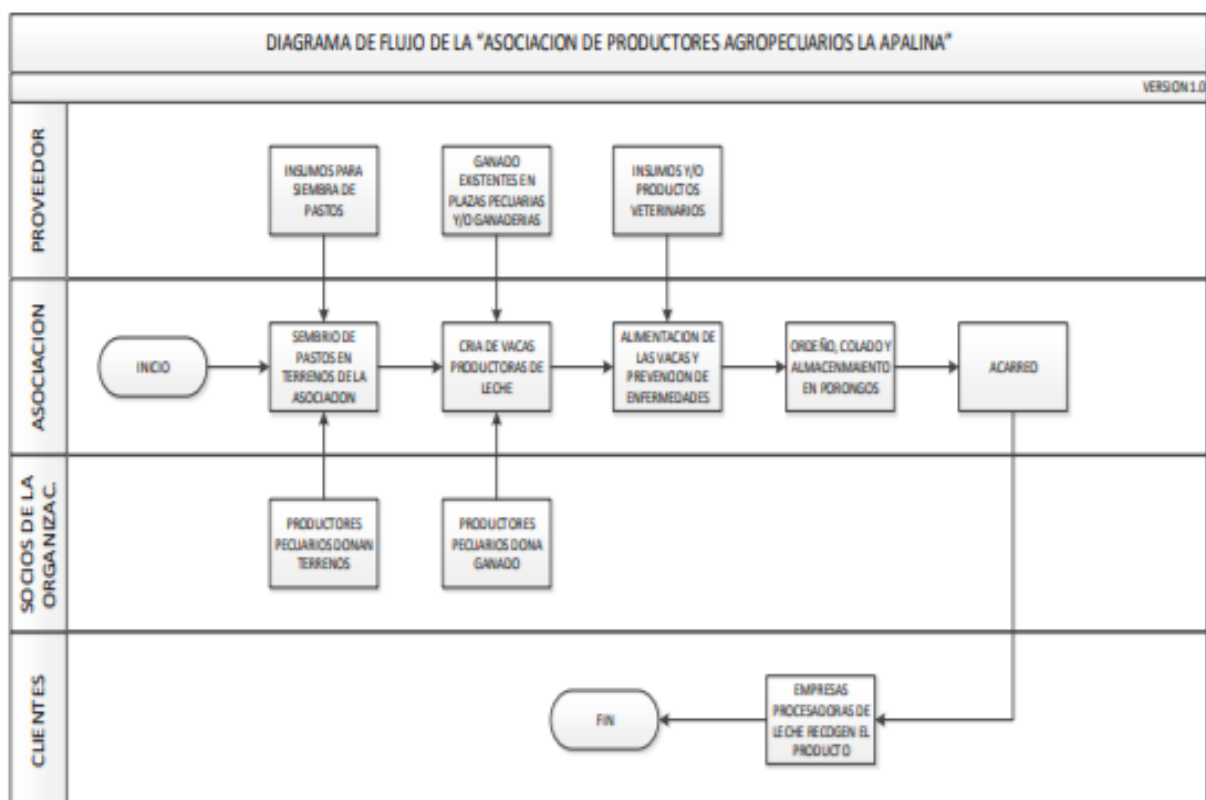 DIAGRAMA DE FLUJO DE LA "ASOCIACION DE PRODUCTORES AGROPECUARIOS LA APALINA"
VERSION 1.0
PROVEEDOR
INSUMOS PARA
SIEMBRA DE
PASTOS
GANADO
EXISTENTES EN
PLAZAS PECUARIAS
Y/O GANADERIAS
INSUMOS Y/O
PRODUCTOS
VETERINARIOS
ASOCIACION
INICIO
SEMBRIO DE
PASTOS EN
TERRENOS DE LA
ASOCIACION
CRIA DE VACAS
PRODUCTORAS DE
LECHE
ALIMENTACION DE
LAS VACAS Y
PREVENCION DE
ENFERMEDADES
ORDEÑO, COLADO Y
ALMACENMAIENTO
EN PORONGOS
ACARREO
SOCIOS DE LA
ORGANIZAC.
PRODUCTORES
PECUARIOS DONAN
TERRENOS
PRODUCTORES
PECUARIOS DONA
GANADO
CLIENTES
FIN
EMPRESAS
PROCESADORAS DE
LECHE RECOGEN EL
PRODUCTO